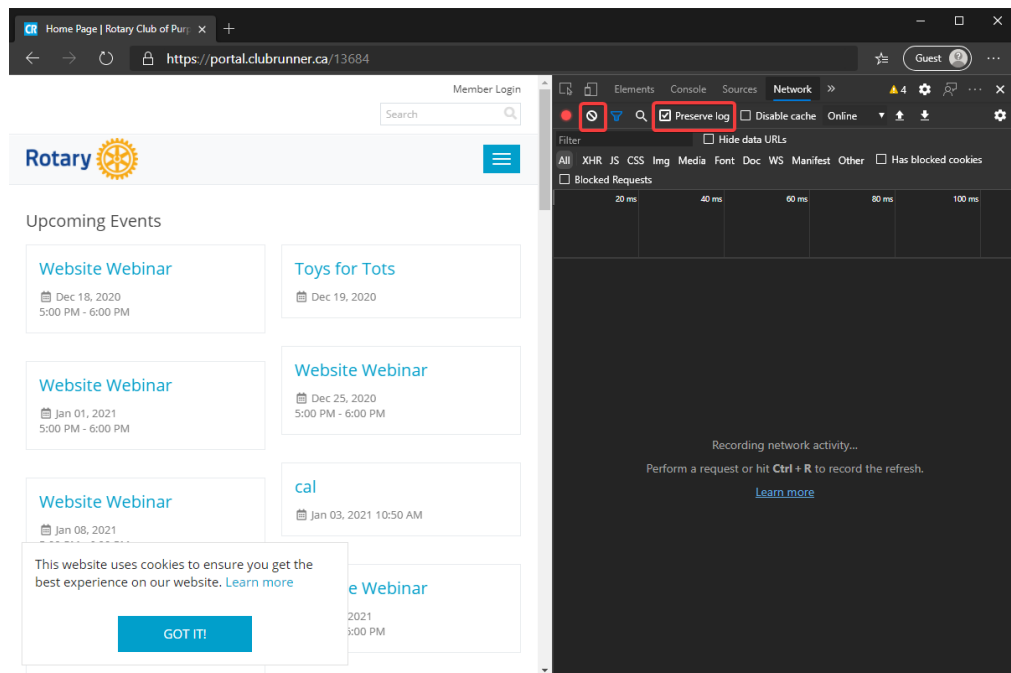 CR Home Page | Rotary Club of Purp
https://portal.clubrunner.ca/13684
Guest
Member Login
Search
Rotary
Upcoming Events
Website Webinar
Dec 18, 2020
5:00 PM - 6:00 PM
Website Webinar
Jan 01, 2021
5:00 PM - 6:00 PM
Website Webinar
Jan 08, 2021
Toys for Tots
Dec 19, 2020
Website Webinar
Dec 25, 2020
5:00 PM - 6:00 PM
cal
Jan 03, 2021 10:50 AM
e Webinar
2021
:00 PM
This website uses cookies to ensure you get the
best experience on our website. Learn more
GOT IT!
Elements Console Sources Network » 4
Preserve log Disable cache Online
Filter Hide data URLs
All XHR JS CSS Img Media Font Doc WS Manifest Other Has blocked cookies
Blocked Requests
20 ms 40 ms 60 ms 80 ms 100 ms
Recording network activity...
Perform a request or hit Ctrl + R to record the refresh.
Learn more